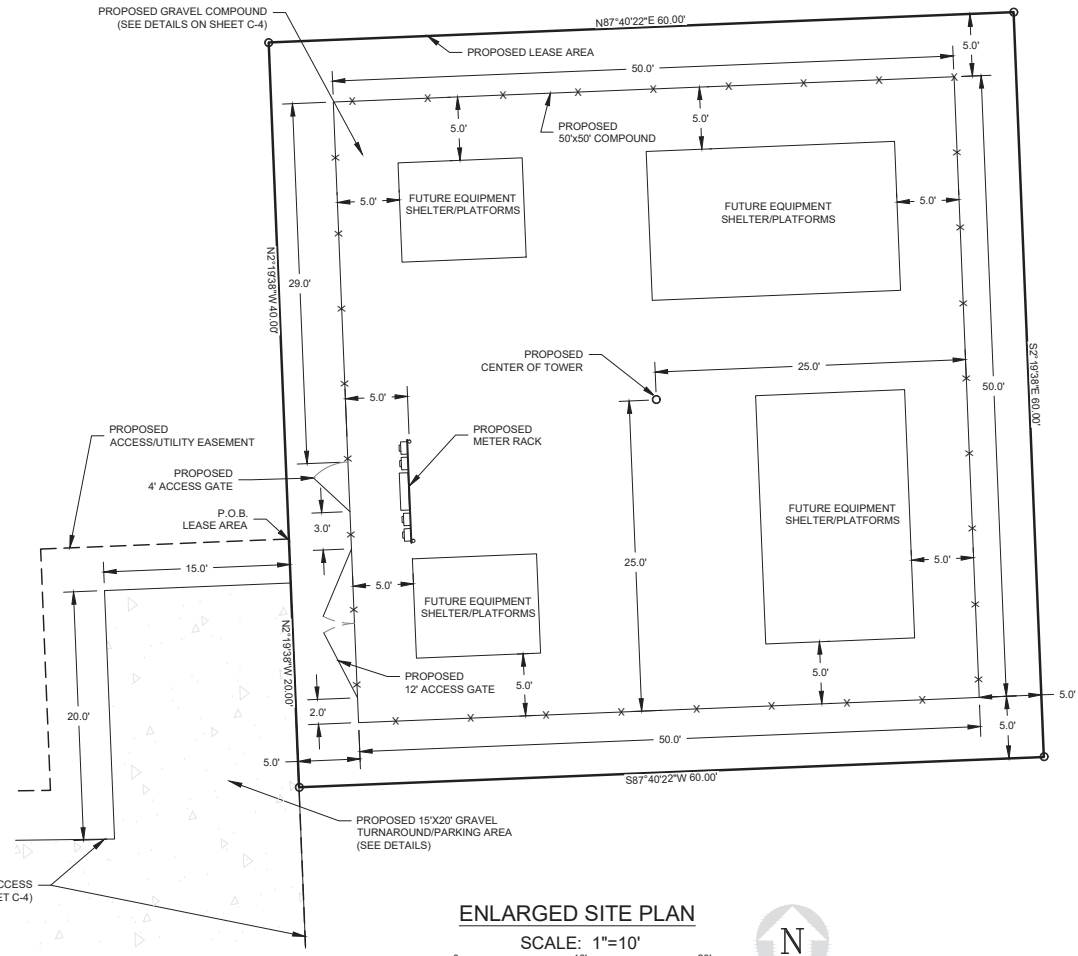 PROPOSED GRAVEL COMPOUND
(SEE DETAILS ON SHEET C-4)
N87°40'22"E 60.00'
PROPOSED LEASE AREA
5.0'
50.0'
5.0'
PROPOSED
50'x50' COMPOUND
5.0'
5.0'
FUTURE EQUIPMENT
SHELTER/PLATFORMS
FUTURE EQUIPMENT
SHELTER/PLATFORMS
5.0'
N2°19'38"W 40.00'
29.0'
PROPOSED
CENTER OF TOWER
25.0'
50.0'
S2°19'38"E 60.00'
5.0'
PROPOSED
METER RACK
PROPOSED
ACCESS/UTILITY EASEMENT
PROPOSED
4' ACCESS GATE
P.O.B.
LEASE AREA
3.0'
FUTURE EQUIPMENT
SHELTER/PLATFORMS
15.0'
25.0'
5.0'
5.0'
FUTURE EQUIPMENT
SHELTER/PLATFORMS
N2°19'38"W 20.00'
PROPOSED
12' ACCESS GATE
5.0'
5.0'
20.0'
2.0'
5.0'
5.0'
50.0'
5.0'
S87°40'22"W 60.00'
PROPOSED 15'X20' GRAVEL
TURNAROUND/PARKING AREA
(SEE DETAILS)
CCESS
ET C-4)
ENLARGED SITE PLAN
SCALE: 1"=10'
N